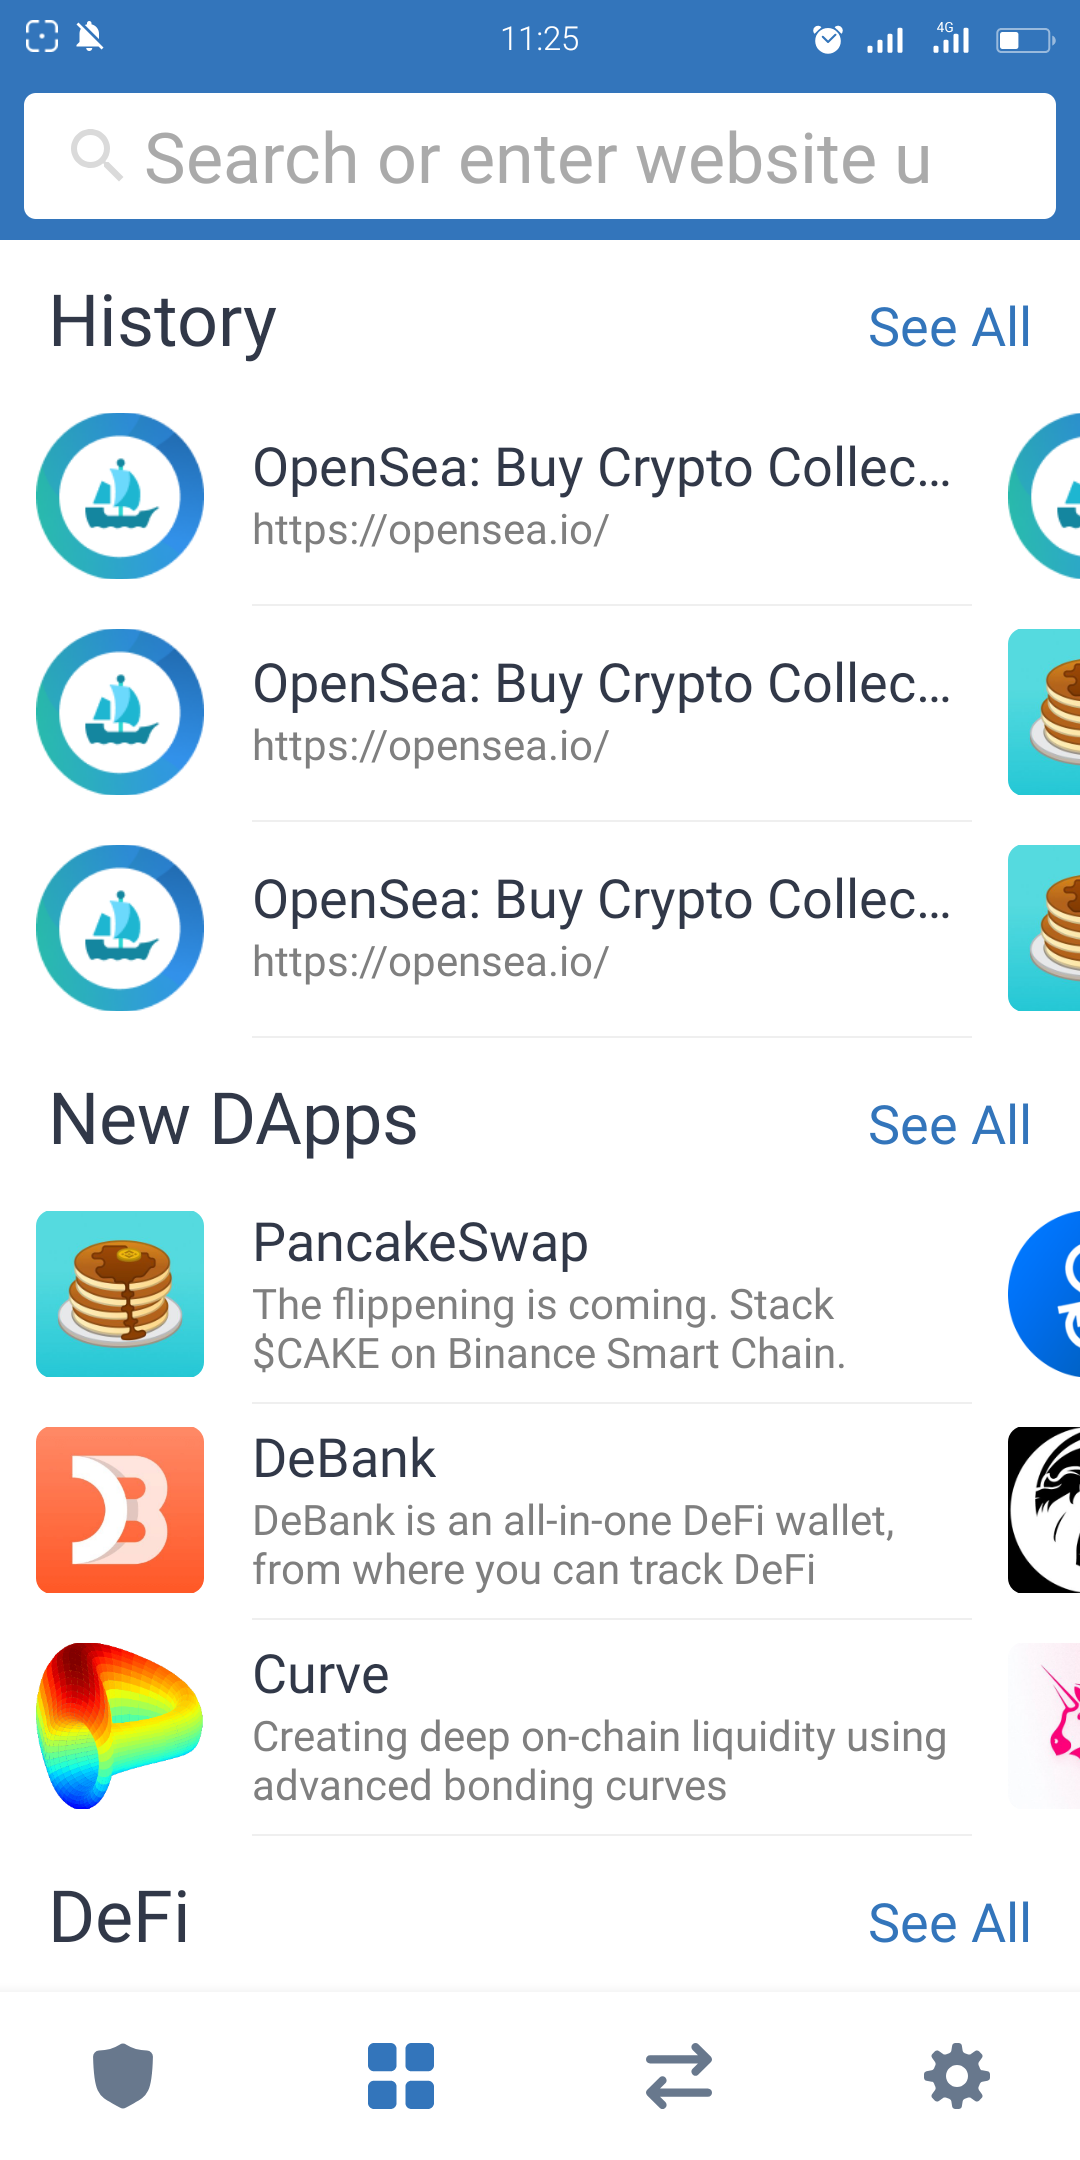 11:25
4G
Search or enter website u
History
See All
OpenSea: Buy Crypto Collec...
https://opensea.io/
OpenSea: Buy Crypto Collec...
https://opensea.io/
OpenSea: Buy Crypto Collec...
https://opensea.io/
New DApps
See All
PancakeSwap
The flippening is coming. Stack
$CAKE on Binance Smart Chain.
DeBank
DeBank is an all-in-one DeFi wallet,
from where you can track DeFi
Curve
Creating deep on-chain liquidity using
advanced bonding curves
DeFi
See All